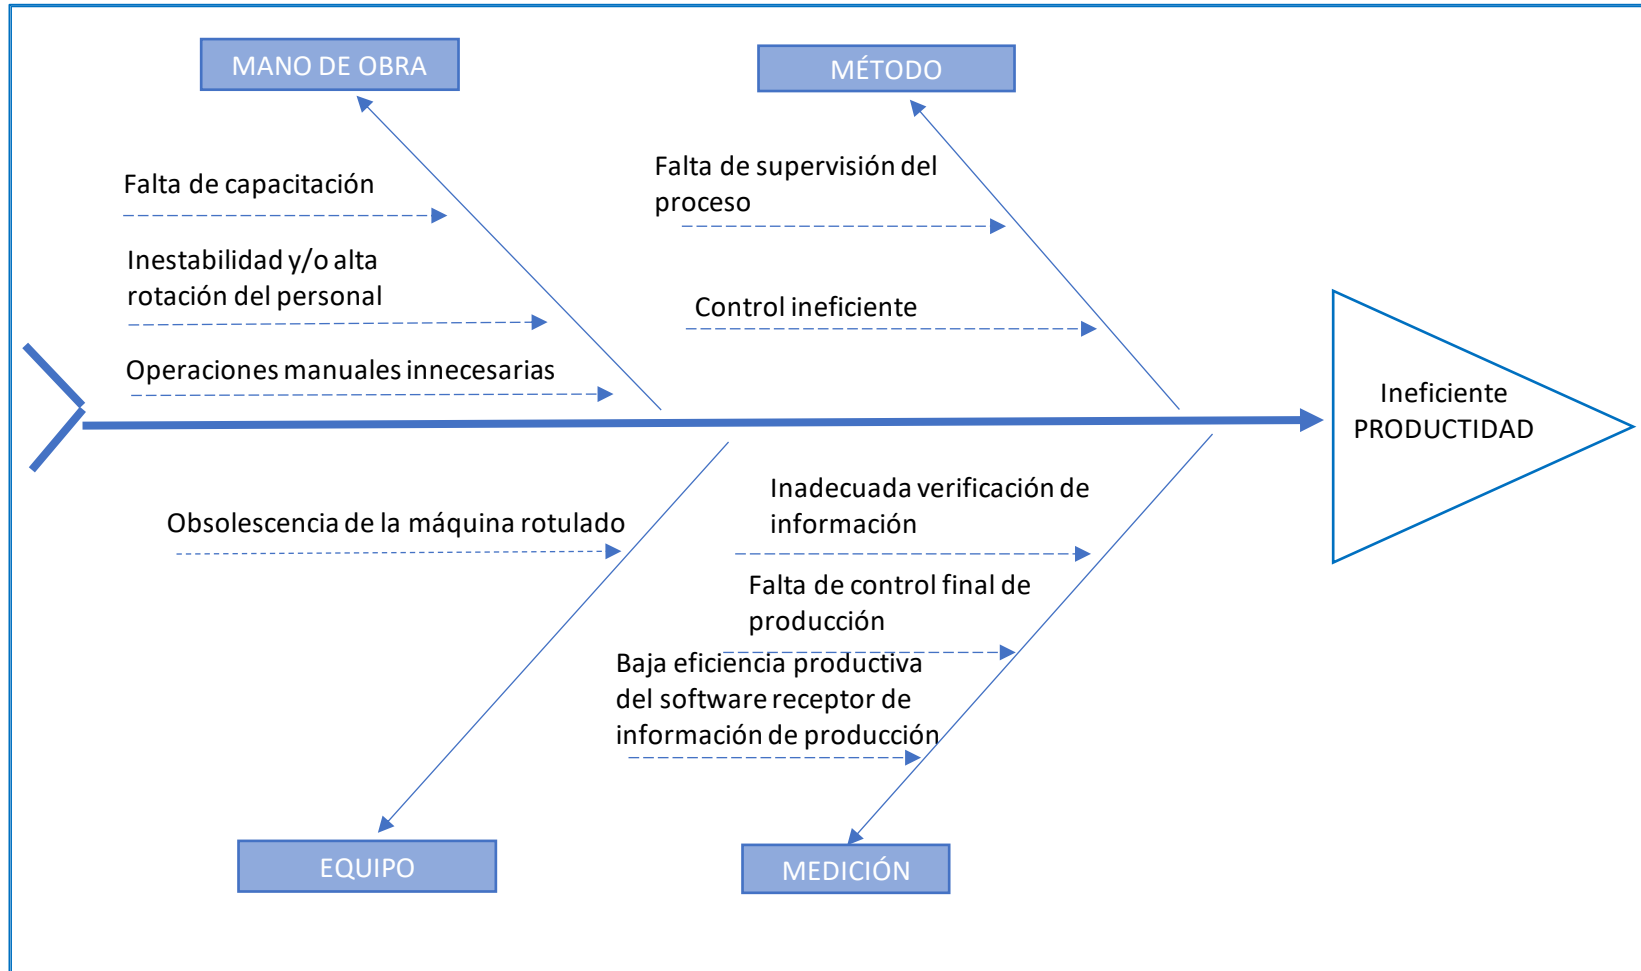 MANO DE OBRA
MÉTODO
Falta de capacitación
Inestabilidad y/o alta
rotación del personal
Operaciones manuales innecesarias
Falta de supervisión del
proceso
Control ineficiente
Ineficiente
PRODUCTIDAD
Obsolescencia de la máquina rotulado
Inadecuada verificación de
información
Falta de control final de
producción
Baja eficiencia productiva
del software receptor de
información de producción
EQUIPO
MEDICIÓN